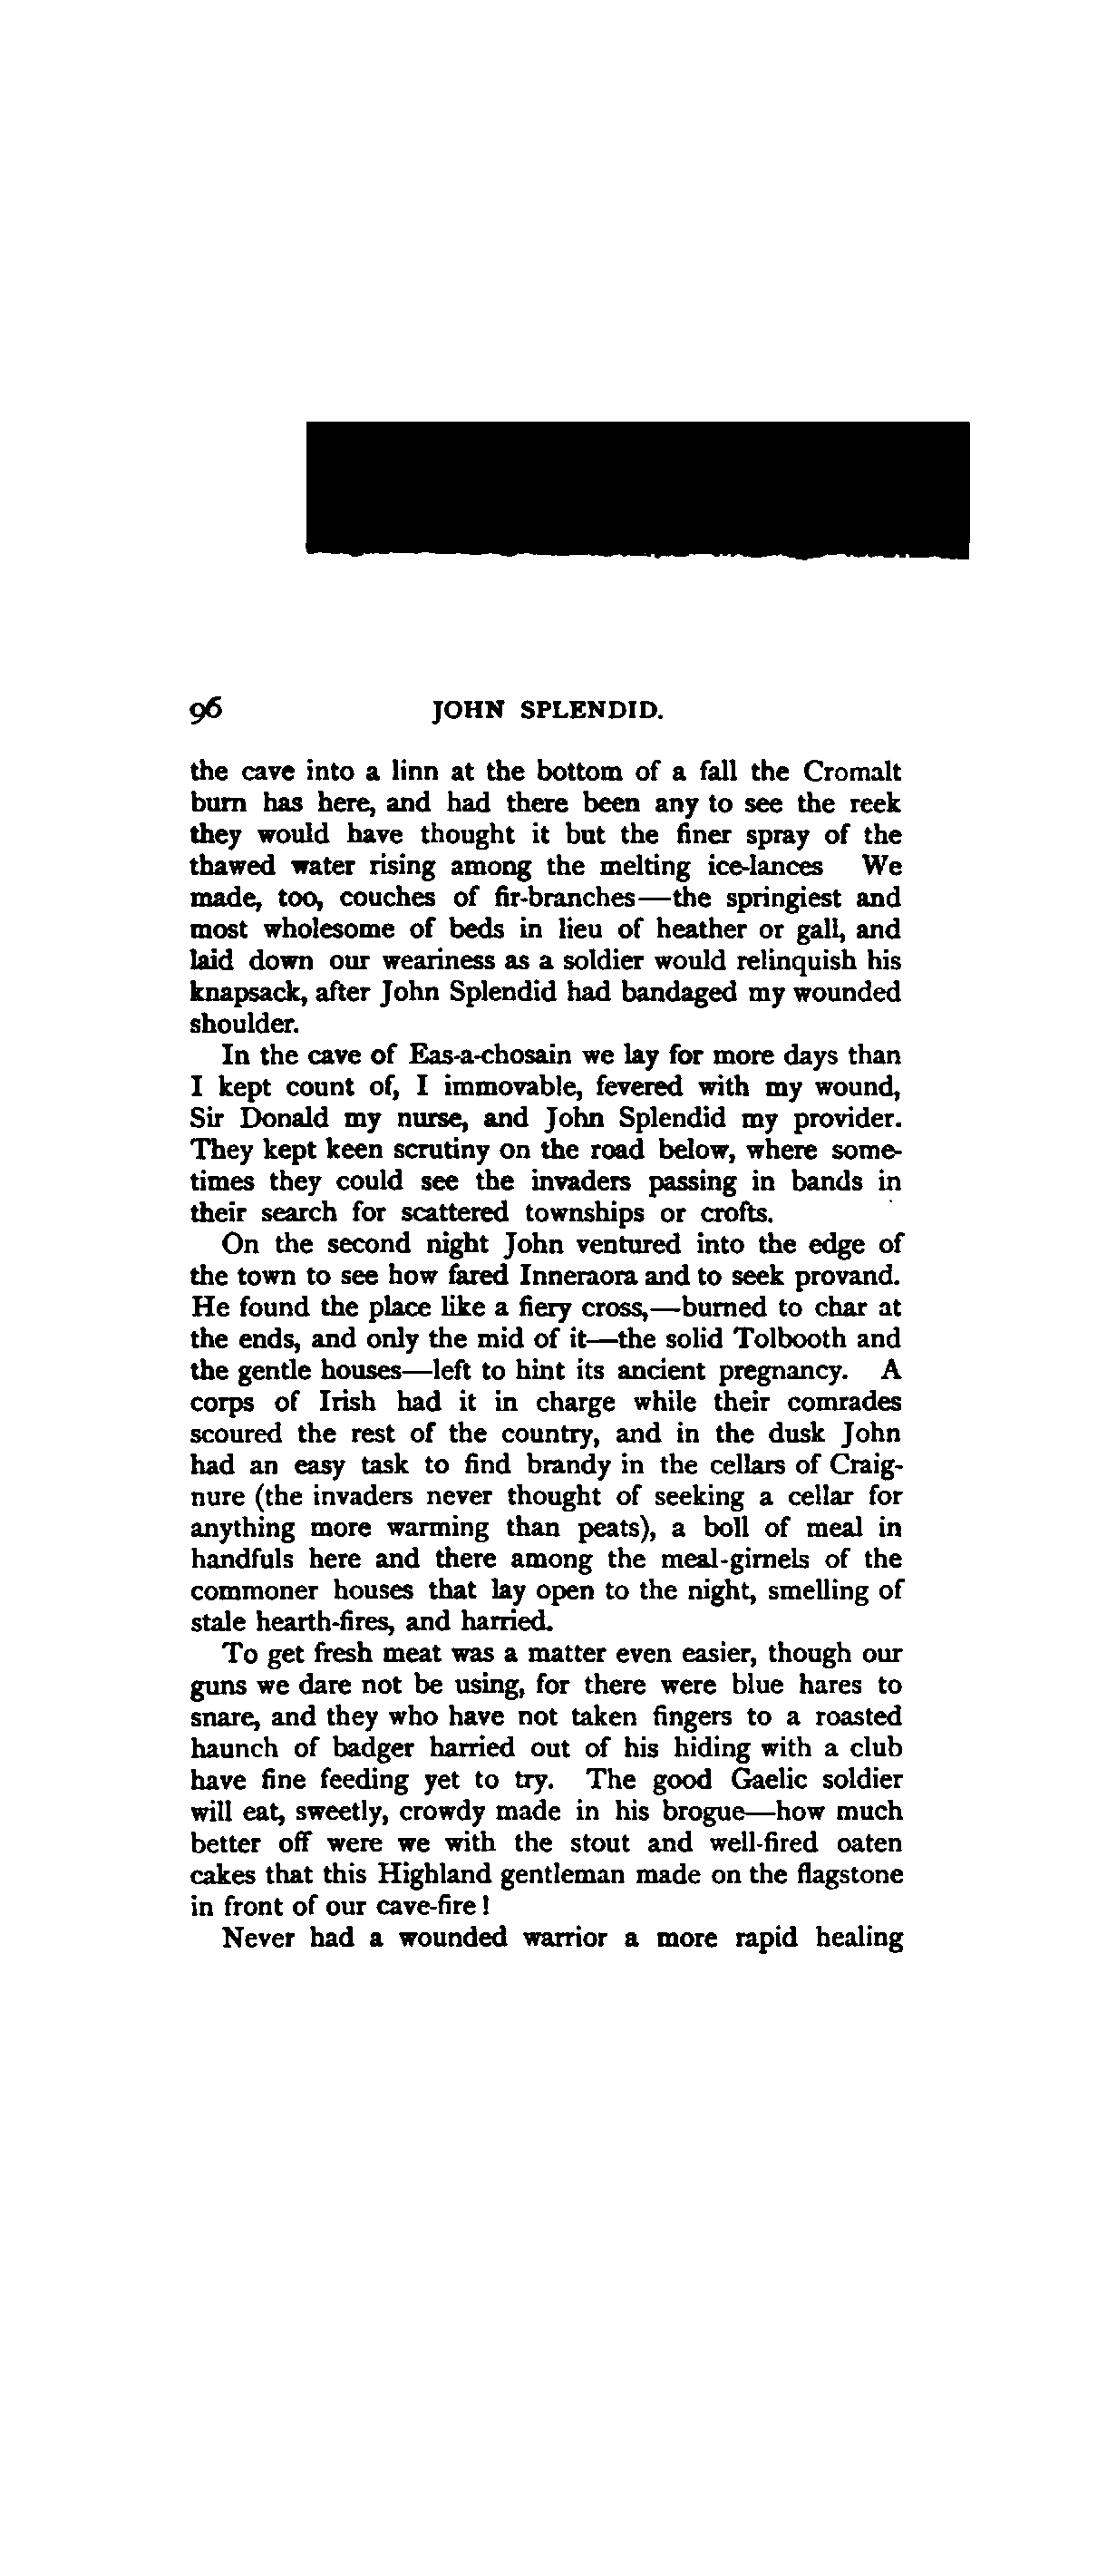 96 JOHN SPLENDID.
the cave into a linn at the bottom of a fall the Cromalt
burn has here, and had there been any to see the reek
they would have thought it but the finer spray of the
thawed water rising among the melting ice-lances We
made, too, couches of fir-branches—the springiest and
most wholesome of beds in lieu of heather or gall, and
laid down our weariness as a soldier would relinquish his
knapsack, after John Splendid had bandaged my wounded
shoulder.
In the cave of Eas-a-chosain we lay for more days than
I kept count of, I immovable, fevered with my wound,
Sir Donald my nurse, and John Splendid my provider.
They kept keen scrutiny on the road below, where some-
times they could see the invaders passing in bands in
their search for scattered townships or crofts.
On the second night John ventured into the edge of
the town to see how fared Inneraora and to seek provand.
He found the place like a fiery cross,—burned to char at
the ends, and only the mid of it—the solid Tolbooth and
the gentle houses—left to hint its ancient pregnancy. A
corps of Irish had it in charge while their comrades
scoured the rest of the country, and in the dusk John
had an easy task to find brandy in the cellars of Craig-
nure (the invaders never thought of seeking a cellar for
anything more warming than peats), a boll of meal in
handfuls here and there among the meal-girnels of the
commoner houses that lay open to the night, smelling of
stale hearth-fires, and harried.
To get fresh meat was a matter even easier, though our
guns we dare not be using, for there were blue hares to
snare, and they who have not taken fingers to a roasted
haunch of badger harried out of his hiding with a club
have fine feeding yet to try. The good Gaelic soldier
will eat, sweetly, crowdy made in his brogue—how much
better off were we with the stout and well-fired oaten
cakes that this Highland gentleman made on the flagstone
in front of our cave-fire!
Never had a wounded warrior a more rapid healing